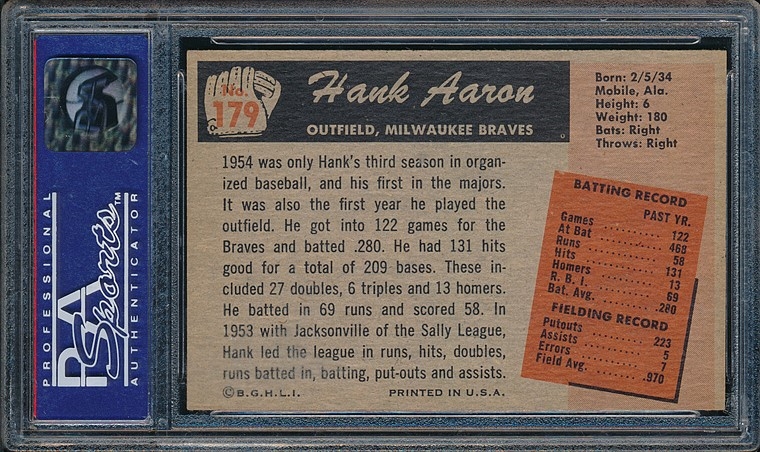 PROFESSIONAL
PSA
Sports™
AUTHENTICATOR
No.
179
Hank Aaron
OUTFIELD, MILWAUKEE BRAVES
Born: 2/5/34
Mobile, Ala.
Height: 6
Weight: 180
Bats: Right
Throws: Right
1954 was only Hank's third season in organ-
ized baseball, and his first in the majors.
It was also the first year he played the
outfield. He got into 122 games for the
Braves and batted .280. He had 131 hits
good for a total of 209 bases. These in-
cluded 27 doubles, 6 triples and 13 homers.
He batted in 69 runs and scored 58. In
1953 with Jacksonville of the Sally League,
Hank led the league in runs, hits, doubles,
runs batted in, batting, put-outs and assists.
©B.G.H.L.I. PRINTED IN U.S.A.
BATTING RECORD
PAST YR.
Games .......... 122
At Bat .......... 468
Runs .......... 58
Hits .......... 131
Homers .......... 13
R. B. I. .......... 69
Bat. Avg. .......... .280
FIELDING RECORD
Putouts .......... 223
Assists .......... 5
Errors .......... 7
Field Avg. .......... .970